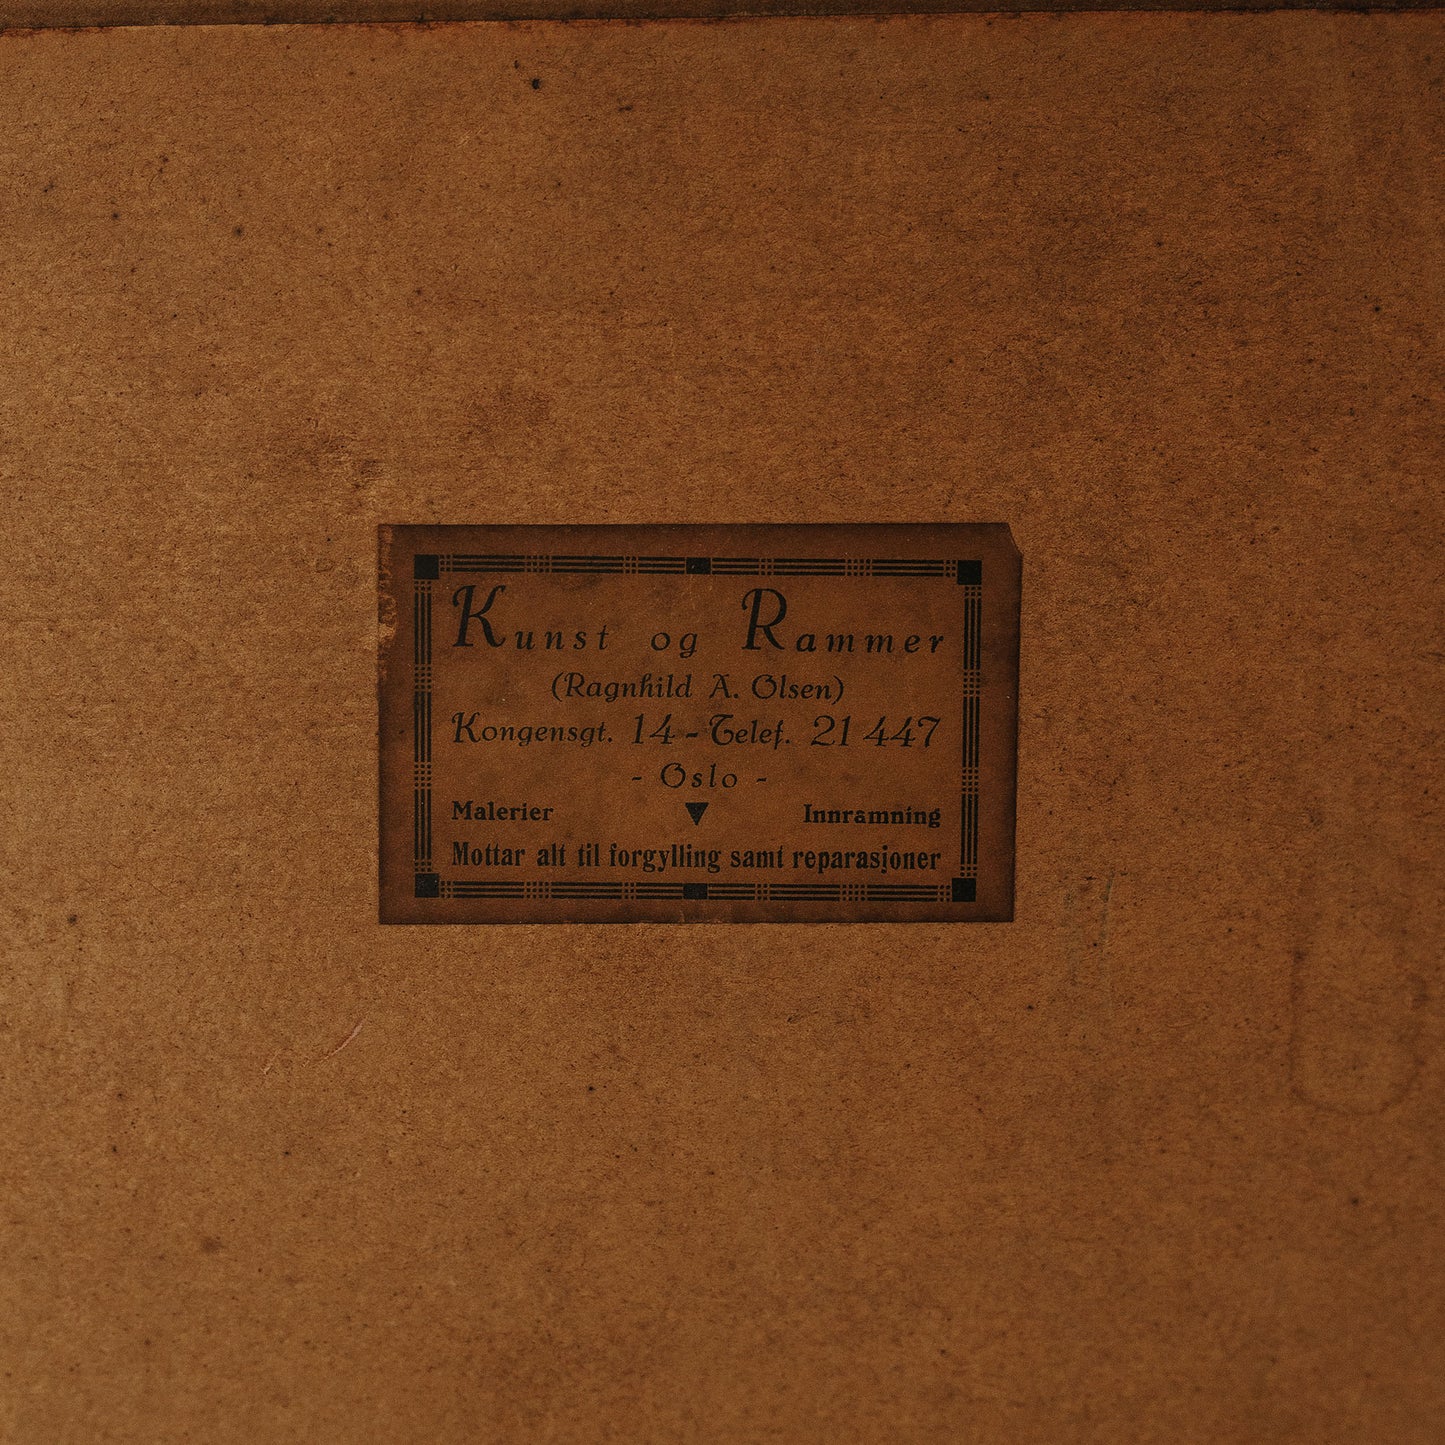 Kunst og Rammer
(Ragnhild A. Olsen)
Kongensgt. 14 - Telef. 21 447
- Oslo -
Malerier Innramning
Mottar alt til forgylling samt reparasjoner